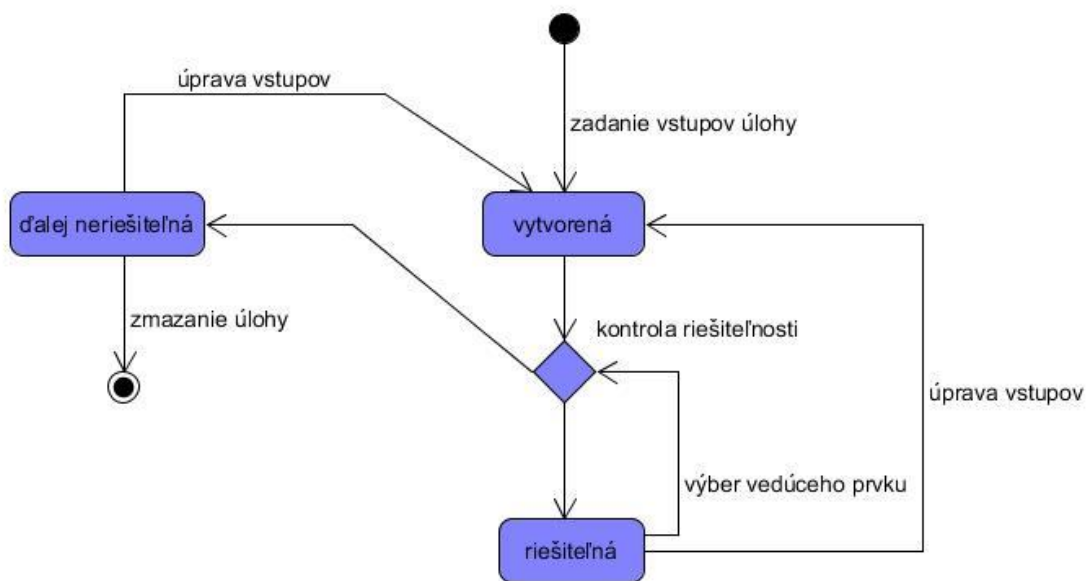 úprava vstupov
zadanie vstupov úlohy
ďalej neriešiteľná
vytvorená
zmazanie úlohy
kontrola riešiteľnosti
úprava vstupov
výber vedúceho prvku
riešiteľná